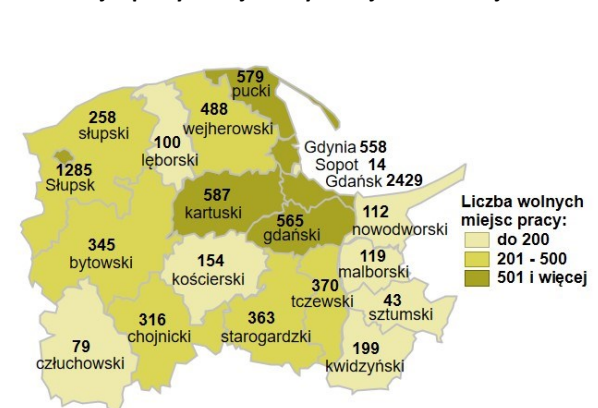 579
pucki
258
słupski
488
wejherowski
100
lęborski
Gdynia 558
Sopot 14
Gdańsk 2429
1285
Słupsk
587
kartuski
565
gdański
112
nowodworski
345
bytowski
154
kościerski
119
malborski
370
tczewski
43
sztumski
316
chojnicki
363
starogardzki
79
człuchowski
199
kwidzyński
Liczba wolnych
miejsc pracy:
do 200
201 - 500
501 i więcej